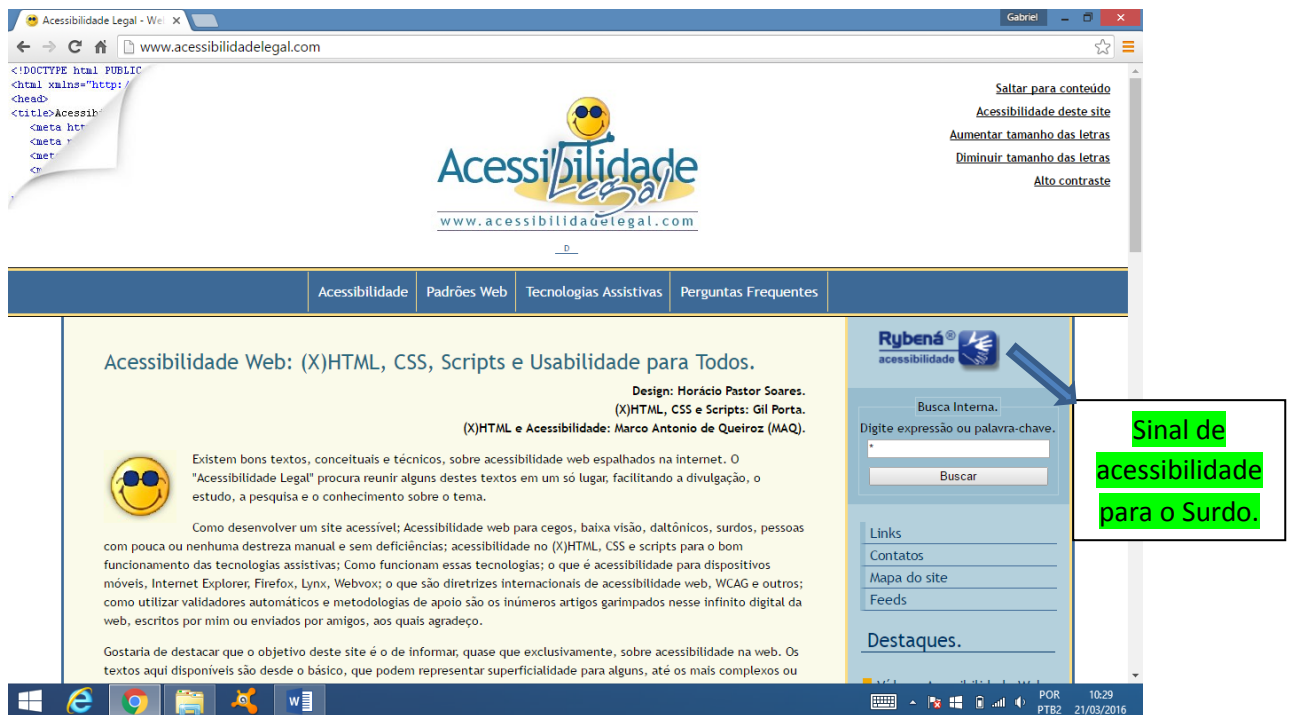 Acessibilidade Legal - Wel
Gabriel
www.acessibilidadelegal.com
<!DOCTYPE html PUBLIC
<html xmlns="http:/
<head>
<title>Acessib
<meta htt
<meta
<met
Saltar para conteúdo
Acessibilidade deste site
Aumentar tamanho das letras
Diminuir tamanho das letras
Alto contraste
Acessibilidade
Legal
www.acessibilidadelegal.com
D
Acessibilidade Padrões Web Tecnologias Assistivas Perguntas Frequentes
Acessibilidade Web: (X)HTML, CSS, Scripts e Usabilidade para Todos.
Design: Horácio Pastor Soares.
(X)HTML, CSS e Scripts: Gil Porta.
(X)HTML e Acessibilidade: Marco Antonio de Queiroz (MAQ).
Existem bons textos, conceituais e técnicos, sobre acessibilidade web espalhados na internet. O
"Acessibilidade Legal" procura reunir alguns destes textos em um só lugar, facilitando a divulgação, o
estudo, a pesquisa e o conhecimento sobre o tema.
Como desenvolver um site acessível; Acessibilidade web para cegos, baixa visão, daltônicos, surdos, pessoas
com pouca ou nenhuma destreza manual e sem deficiências; acessibilidade no (X)HTML, CSS e scripts para o bom
funcionamento das tecnologias assistivas; Como funcionam essas tecnologias; o que é acessibilidade para dispositivos
móveis, Internet Explorer, Firefox, Lynx, Webvox; o que são diretrizes internacionais de acessibilidade web, WCAG e outros;
como utilizar validadores automáticos e metodologias de apoio são os inúmeros artigos garimpados nesse infinito digital da
web, escritos por mim ou enviados por amigos, aos quais agradeço.
Gostaria de destacar que o objetivo deste site é o de informar, quase que exclusivamente, sobre acessibilidade na web. Os
textos aqui disponíveis são desde o básico, que podem representar superficialidade para alguns, até os mais complexos ou
Rybená®
acessibilidade
Busca Interna.
Digite expressão ou palavra-chave.
*
Buscar
Links
Contatos
Mapa do site
Feeds
Destaques.
Sinal de
acessibilidade
para o Surdo.
POR 10:29
PTB2 21/03/2016